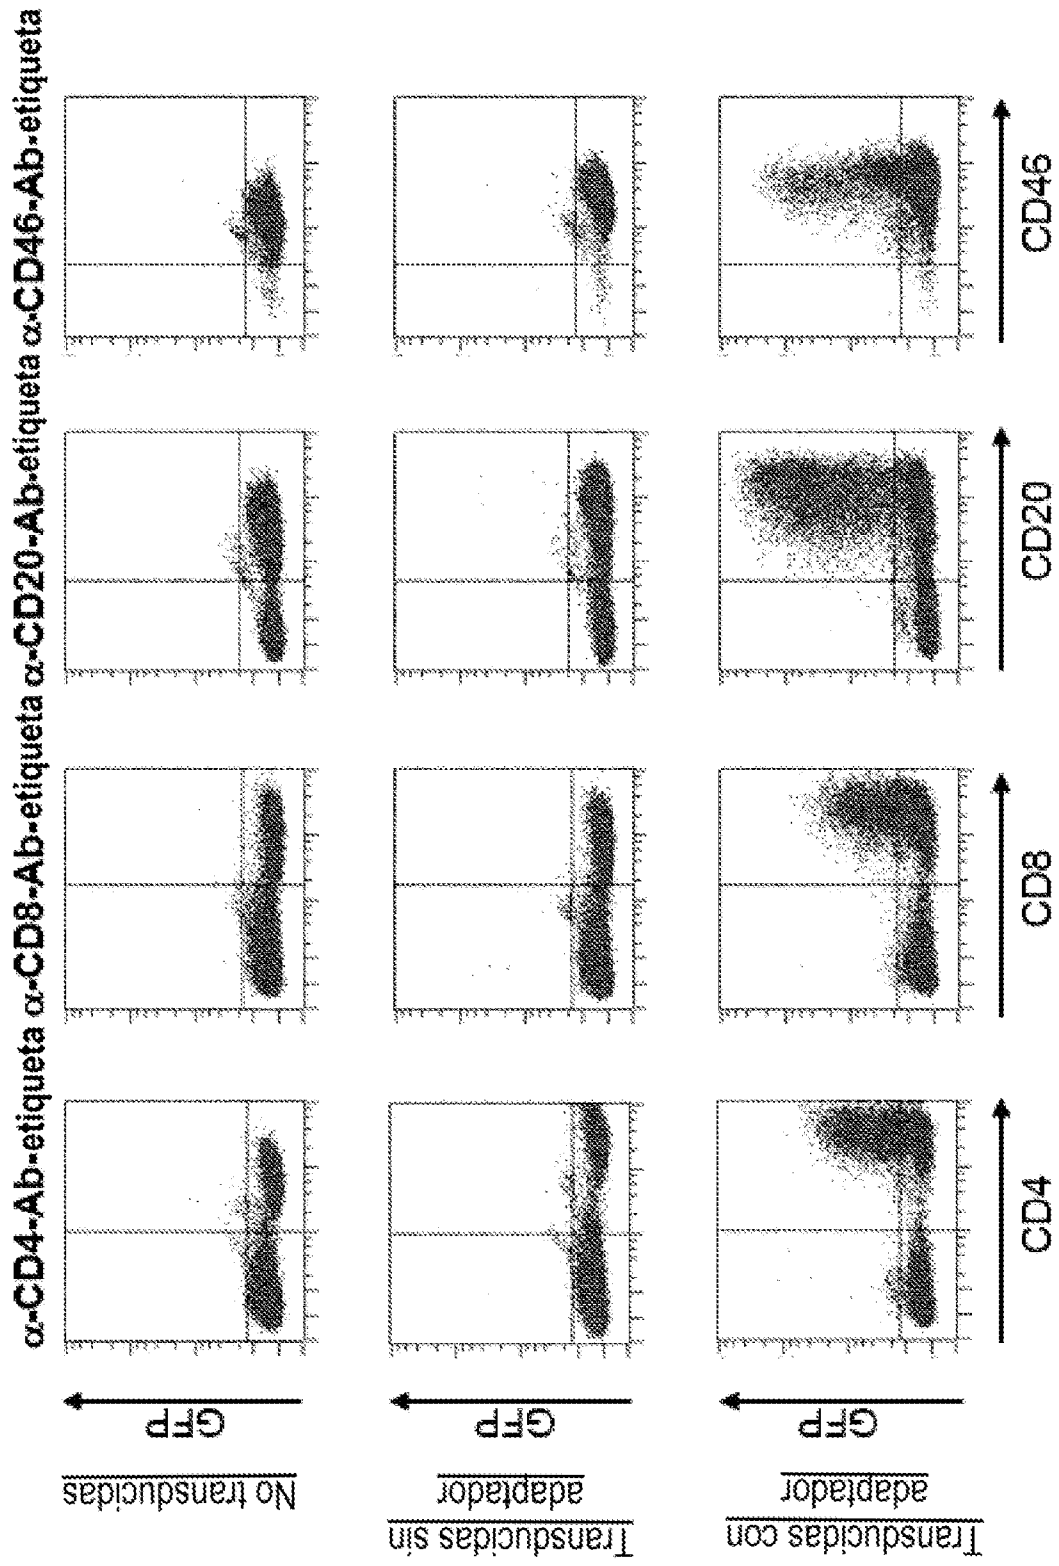 α-CD4-Ab-etiqueta α-CD8-Ab-etiqueta α-CD20-Ab-etiqueta α-CD46-Ab-etiqueta
No transducidas
GFP
Transducidas sin
adaptador
GFP
Transducidas con
adaptador
GFP
CD4
CD8
CD20
CD46